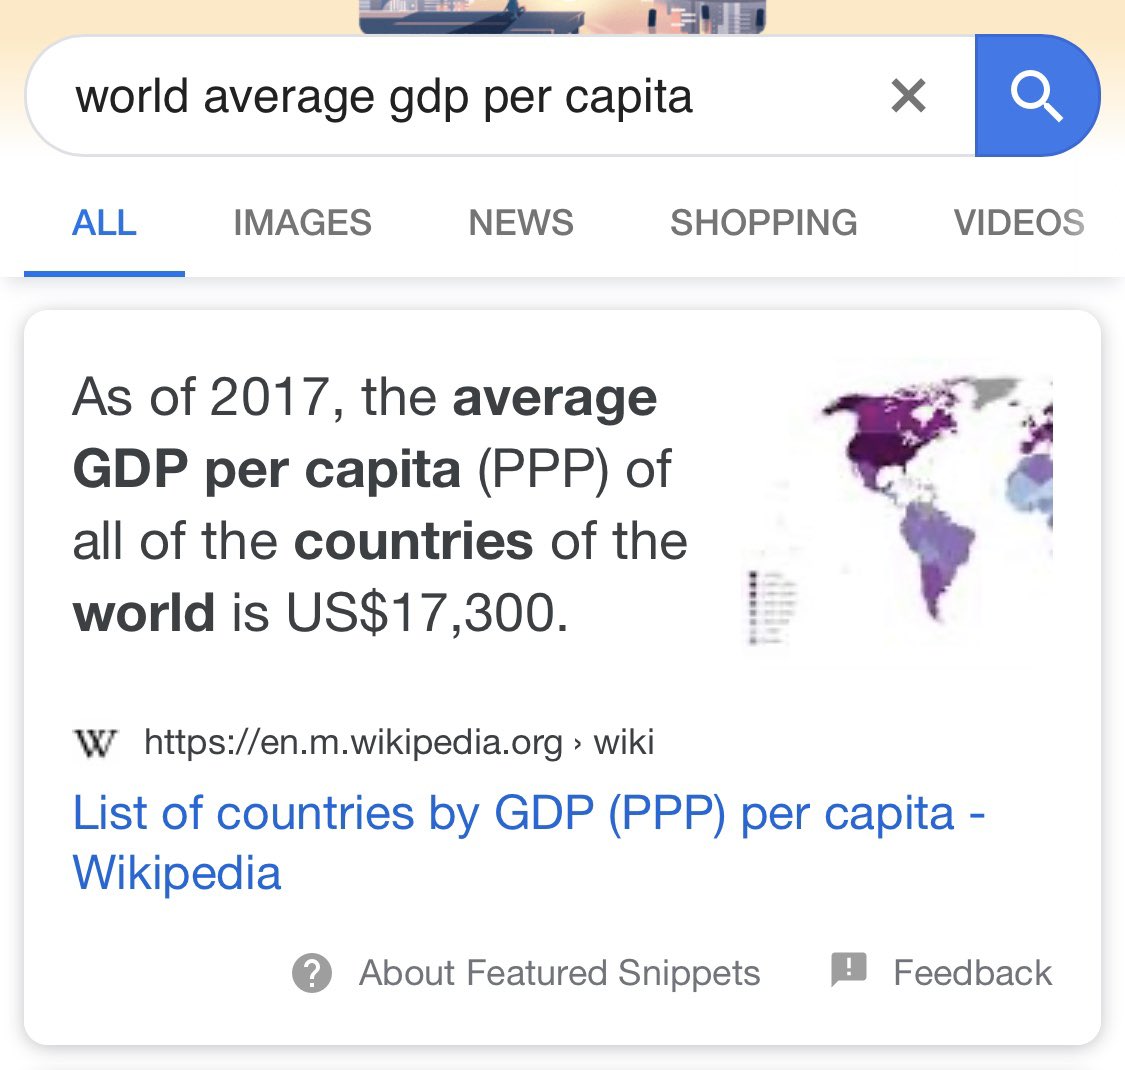 world average gdp per capita
ALL IMAGES NEWS SHOPPING VIDEOS
As of 2017, the average
GDP per capita (PPP) of
all of the countries of the
world is US$17,300.
W https://en.m.wikipedia.org › wiki
List of countries by GDP (PPP) per capita -
Wikipedia
About Featured Snippets Feedback